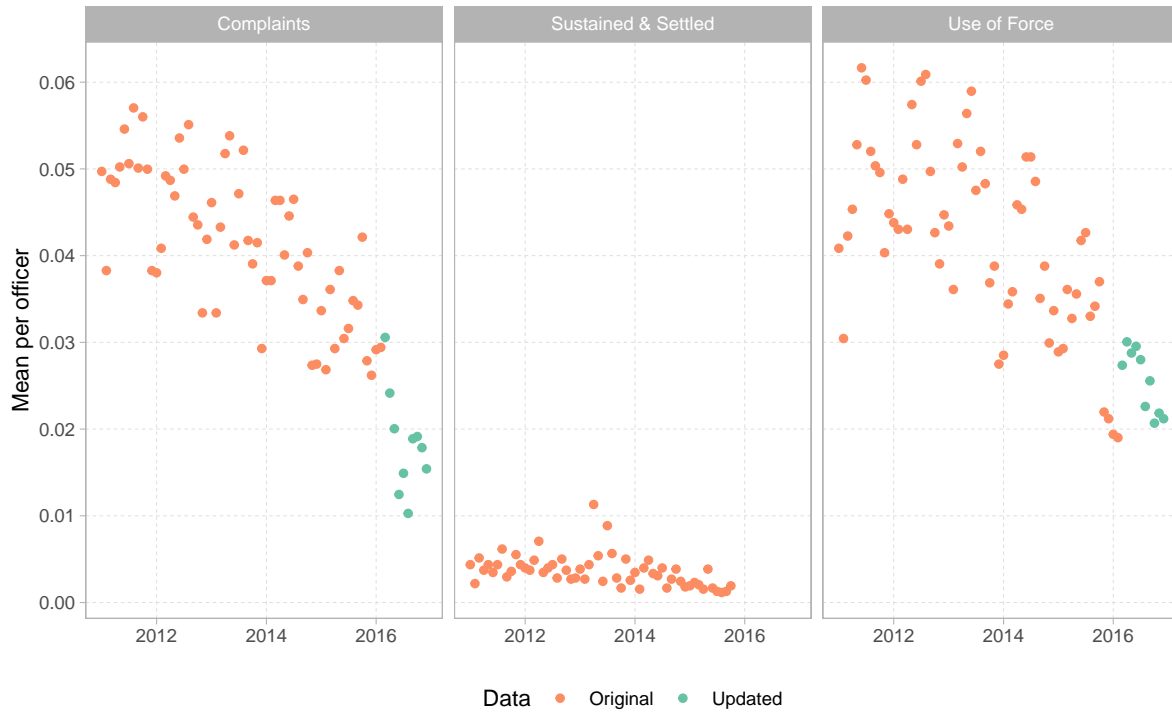 Complaints
Sustained & Settled
Use of Force
Mean per officer
0.06
0.05
0.04
0.03
0.02
0.01
0.00
2012 2014 2016
2012 2014 2016
2012 2014 2016
Data Original Updated